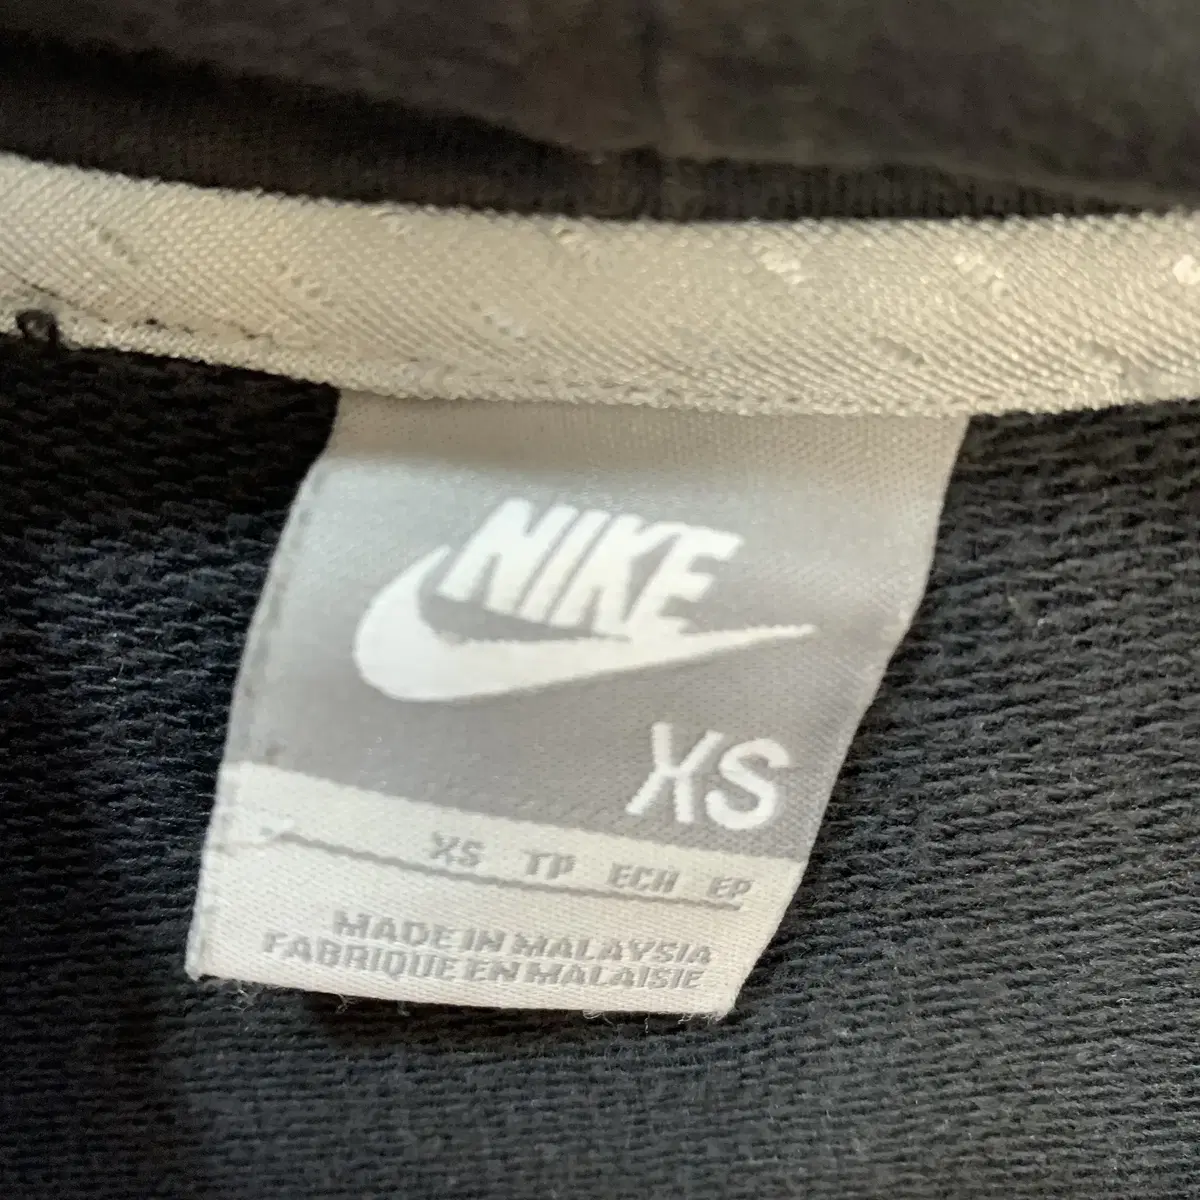 NIKE
XS
XS TP ECH EP
MADE IN MALAYSIA
FABRIQUE EN MALAISIE